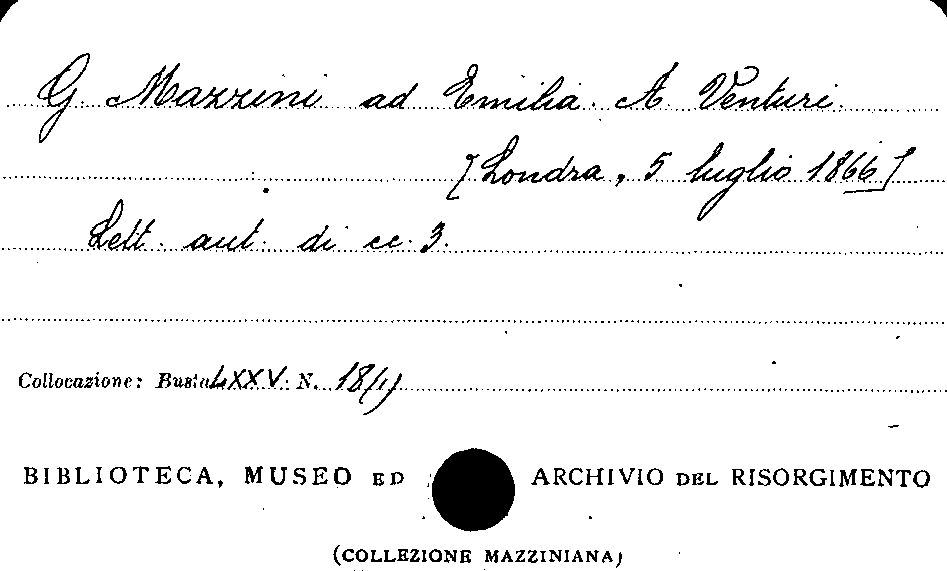 G. Mazzini ad Emilia. A. Venturi.
[Londra, 5 luglio 1866]
Lett. aut. di cc. 3.
Collocazione: Busta LXXV. N. 18/1)
BIBLIOTECA, MUSEO ED ARCHIVIO DEL RISORGIMENTO
(COLLEZIONE MAZZINIANA)